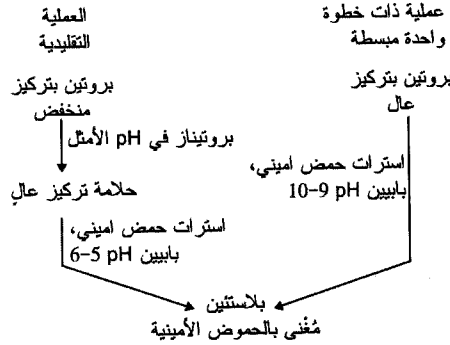 عملية ذات خطوة
واحدة مبسطة
العملية
التقليدية
بروتين بتركيز
عال
بروتين بتركيز
منخفض
بروتيناز في pH الأمثل
استرات حمض اميني،
بابيين pH 9–10
حلامة تركيز عالٍ
استرات حمض اميني،
بابيين pH 5–6
بلاستئين
مُغْنى بالحموض الأمينية